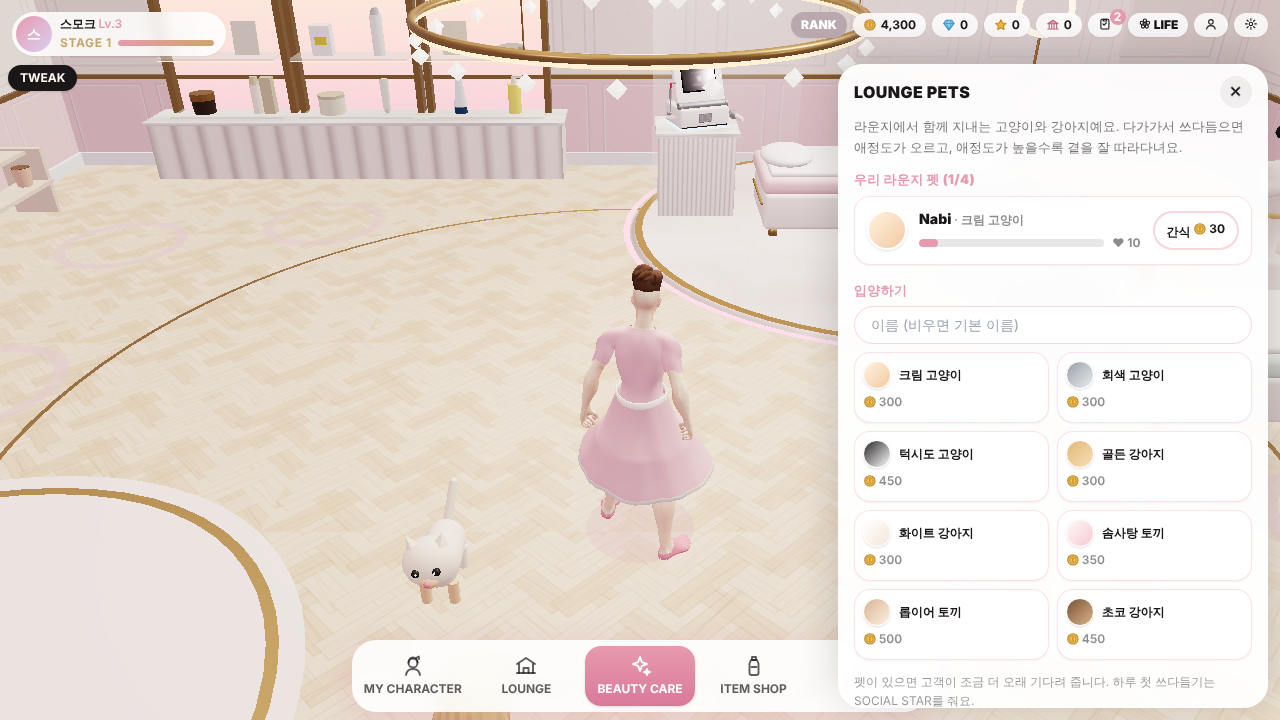 스
스모크 Lv.3
STAGE 1
TWEAK
RANK
4,300
0
0
0
2
LIFE
LOUNGE PETS
라운지에서 함께 지내는 고양이와 강아지예요. 다가가서 쓰다듬으면
애정도가 오르고, 애정도가 높을수록 곁을 잘 따라다녀요.
우리 라운지 펫 (1/4)
Nabi · 크림 고양이
10
간식 30
입양하기
이름 (비우면 기본 이름)
크림 고양이
300
회색 고양이
300
턱시도 고양이
450
골든 강아지
300
화이트 강아지
300
솜사탕 토끼
350
롭이어 토끼
500
초코 강아지
450
펫이 있으면 고객이 조금 더 오래 기다려 줍니다. 하루 첫 쓰다듬기는
SOCIAL STAR를 줘요.
MY CHARACTER
LOUNGE
BEAUTY CARE
ITEM SHOP